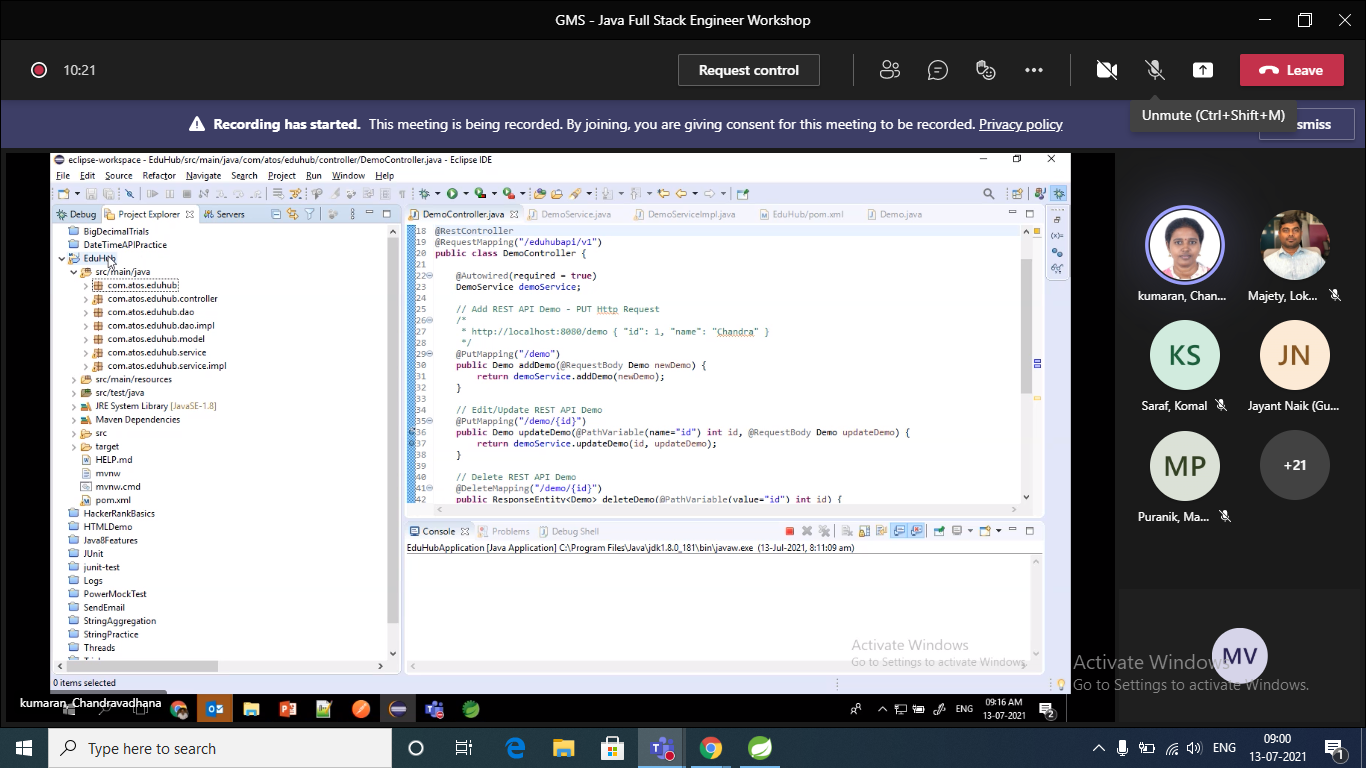 GMS - Java Full Stack Engineer Workshop
10:21
Request control
Leave
Recording has started. This meeting is being recorded. By joining, you are giving consent for this meeting to be recorded. Privacy policy
Unmute (Ctrl+Shift+M)
smiss
eclipse-workspace - EduHub/src/main/java/com/atos/eduhub/controller/DemoController.java - Eclipse IDE
File Edit Source Refactor Navigate Search Project Run Window Help
Debug Project Explorer Servers
BigDecimalTrials
DateTimeAPIPractice
EduHub
src/main/java
com.atos.eduhub
com.atos.eduhub.controller
com.atos.eduhub.dao
com.atos.eduhub.dao.impl
com.atos.eduhub.model
com.atos.eduhub.service
com.atos.eduhub.service.impl
src/main/resources
src/test/java
JRE System Library [JavaSE-1.8]
Maven Dependencies
src
target
HELP.md
mvnw
mvnw.cmd
pom.xml
HackerRankBasics
HTMLDemo
Java8Features
JUnit
junit-test
Logs
PowerMockTest
SendEmail
StringAggregation
StringPractice
Threads
0 items selected
DemoController.java DemoService.java DemoServiceImpl.java EduHub/pom.xml Demo.java
18 @RestController
19 @RequestMapping("/eduhubapi/v1")
20 public class DemoController {
21
22 @Autowired(required = true)
23 DemoService demoService;
24
25 // Add REST API Demo - PUT Http Request
26 /*
27 * http://localhost:8080/demo { "id": 1, "name": "Chandra" }
28 */
29 @PutMapping("/demo")
30 public Demo addDemo(@RequestBody Demo newDemo) {
31 return demoService.addDemo(newDemo);
32 }
33
34 // Edit/Update REST API Demo
35 @PutMapping("/demo/{id}")
36 public Demo updateDemo(@PathVariable(name="id") int id, @RequestBody Demo updateDemo) {
37 return demoService.updateDemo(id, updateDemo);
38 }
39
40 // Delete REST API Demo
41 @DeleteMapping("/demo/{id}")
42 public ResponseEntity<Demo> deleteDemo(@PathVariable(value="id") int id) {
Console Problems Debug Shell
EduHubApplication [Java Application] C:\Program Files\Java\jdk1.8.0_181\bin\javaw.exe (13-Jul-2021, 8:11:09 am)
Activate Windows
Go to Settings to activate Windows.
kumaran, Chandravadhana
ENG
09:16 AM
13-07-2021
2
kumaran, Chan...
Majety, Lok...
KS
JN
Saraf, Komal
Jayant Naik (Gu...
MP
+21
Puranik, Ma...
MV
Activate Windows
Go to Settings to activate Windows.
Type here to search
ENG
09:00
13-07-2021
1